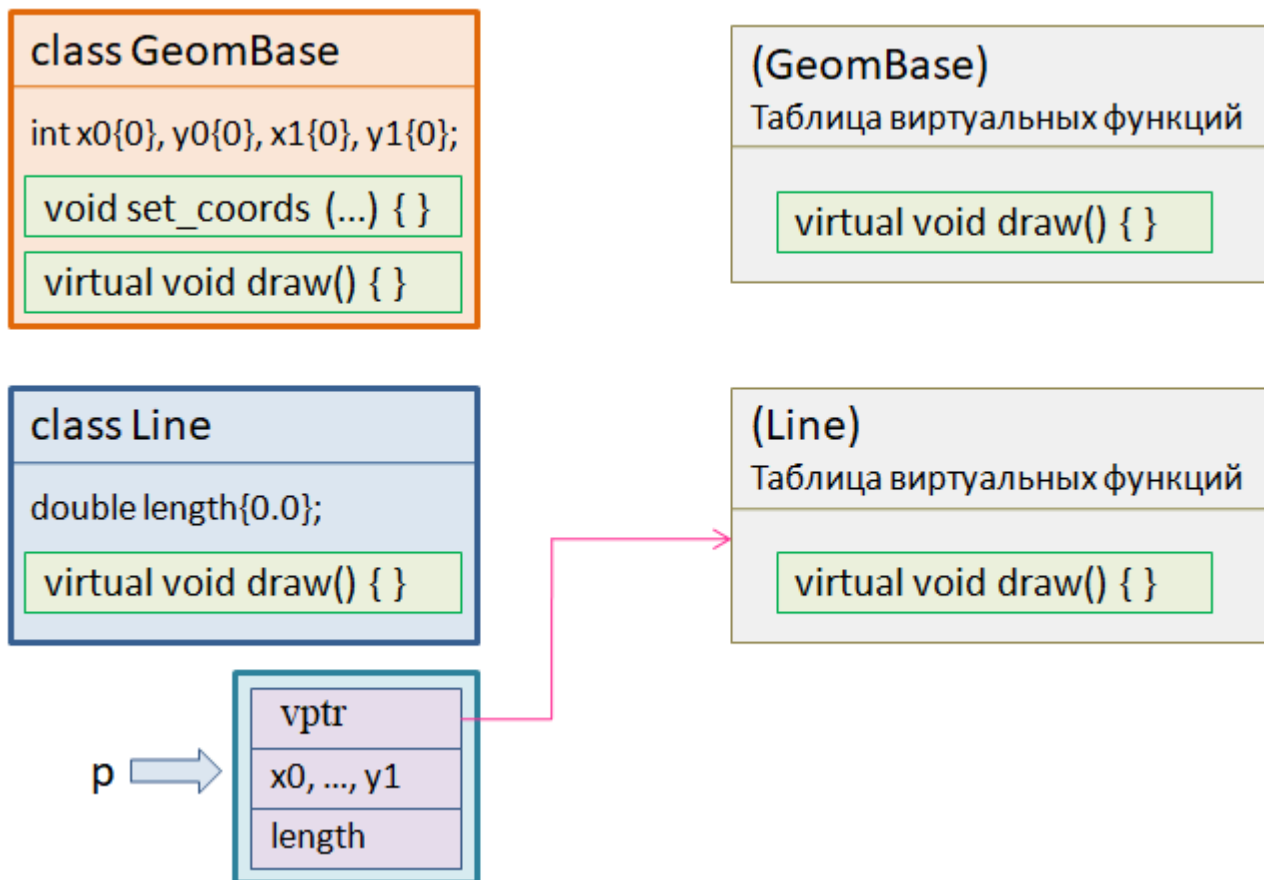 class GeomBase
int x0{0}, y0{0}, x1{0}, y1{0};
void set_coords (...) { }
virtual void draw() { }
(GeomBase)
Таблица виртуальных функций
virtual void draw() { }
class Line
double length{0.0};
virtual void draw() { }
(Line)
Таблица виртуальных функций
virtual void draw() { }
p
vptr
x0, ..., y1
length